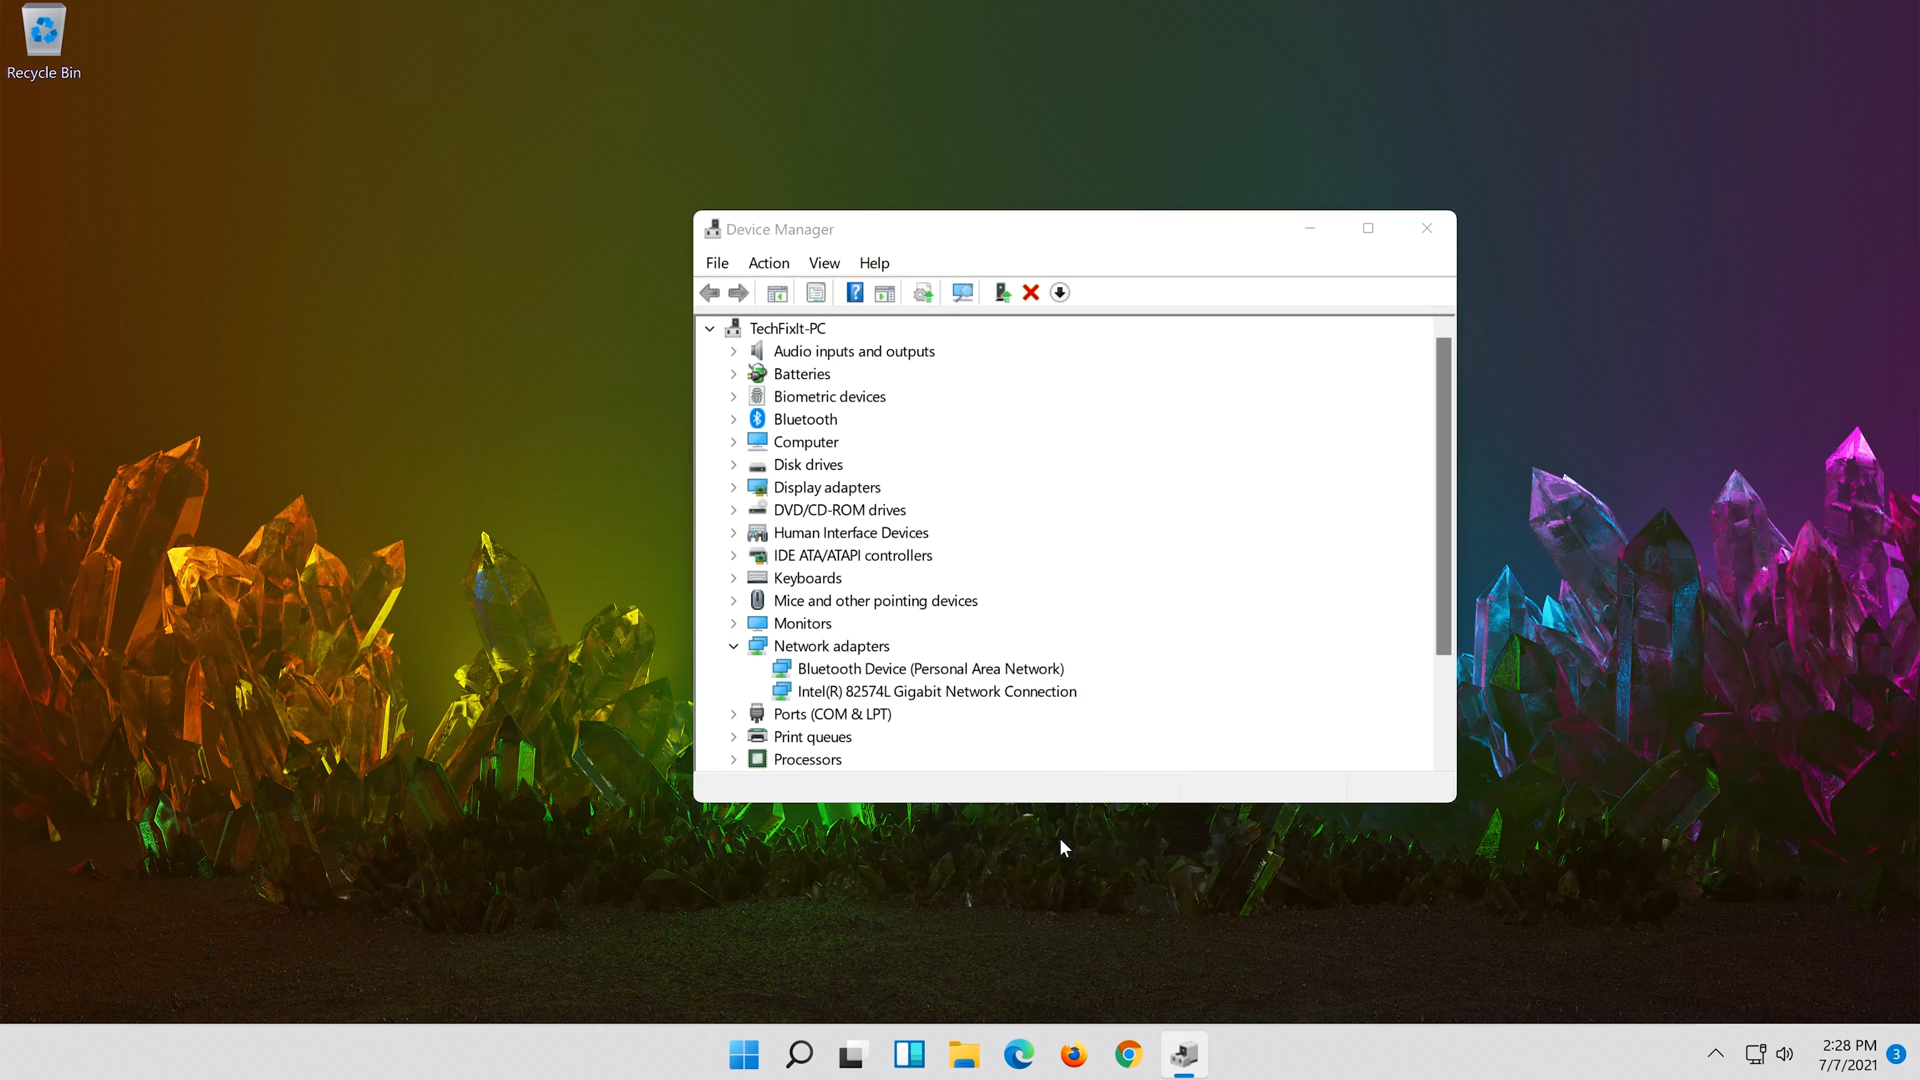 Recycle Bin
Device Manager
File Action View Help
TechFixIt-PC
Audio inputs and outputs
Batteries
Biometric devices
Bluetooth
Computer
Disk drives
Display adapters
DVD/CD-ROM drives
Human Interface Devices
IDE ATA/ATAPI controllers
Keyboards
Mice and other pointing devices
Monitors
Network adapters
Bluetooth Device (Personal Area Network)
Intel(R) 82574L Gigabit Network Connection
Ports (COM & LPT)
Print queues
Processors
2:28 PM
7/7/2021
3